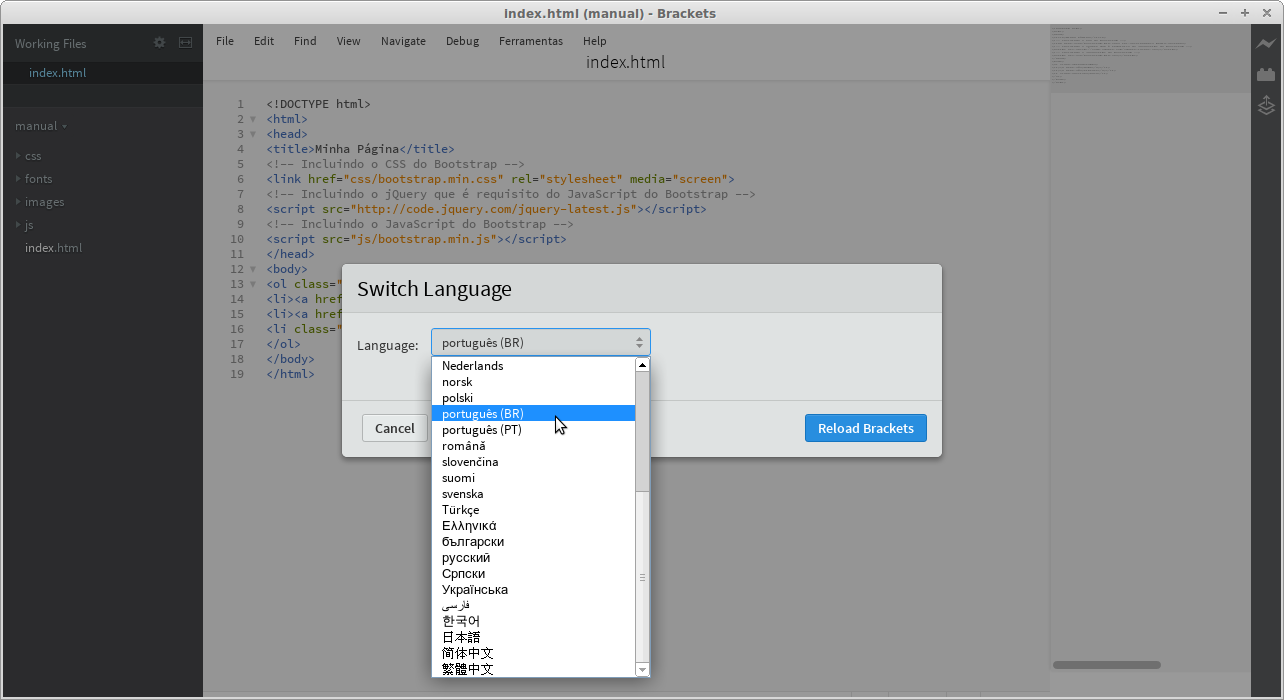 index.html (manual) - Brackets
Working Files
index.html
manual
css
fonts
images
js
index.html
File Edit Find View Navigate Debug Ferramentas Help
index.html
1 <!DOCTYPE html>
2 <html>
3 <head>
4 <title>Minha Página</title>
5 <!-- Incluindo o CSS do Bootstrap -->
6 <link href="css/bootstrap.min.css" rel="stylesheet" media="screen">
7 <!-- Incluindo o jQuery que é requisito do JavaScript do Bootstrap -->
8 <script src="http://code.jquery.com/jquery-latest.js"></script>
9 <!-- Incluindo o JavaScript do Bootstrap -->
10 <script src="js/bootstrap.min.js"></script>
11 </head>
12 <body>
13 <ol class="
14 <li><a href
15 <li><a href
16 <li class="
17 </ol>
18 </body>
19 </html>
Switch Language
Language: português (BR)
Nederlands
norsk
polski
português (BR)
português (PT)
română
slovenčina
suomi
svenska
Türkçe
Ελληνικά
български
русский
Српски
Українська
فارسی
한국어
日本語
简体中文
繁體中文
Cancel
Reload Brackets